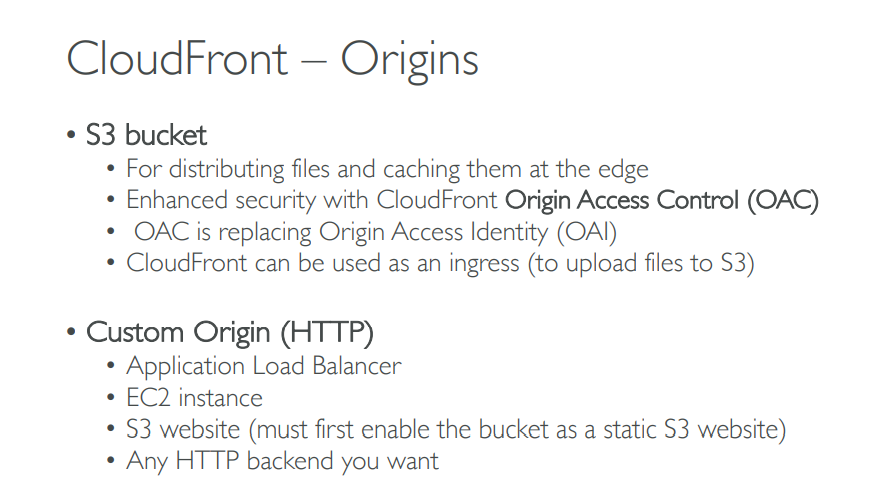 CloudFront – Origins
• S3 bucket
• For distributing files and caching them at the edge
• Enhanced security with CloudFront Origin Access Control (OAC)
• OAC is replacing Origin Access Identity (OAI)
• CloudFront can be used as an ingress (to upload files to S3)
• Custom Origin (HTTP)
• Application Load Balancer
• EC2 instance
• S3 website (must first enable the bucket as a static S3 website)
• Any HTTP backend you want